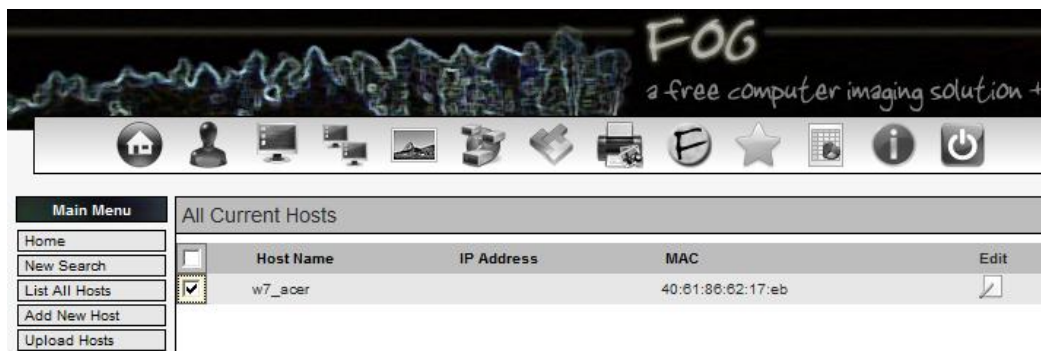 FOG
a free computer imaging solution
Main Menu
Home
New Search
List All Hosts
Add New Host
Upload Hosts
All Current Hosts
Host Name IP Address MAC Edit
w7_acer 40:61:86:62:17:eb